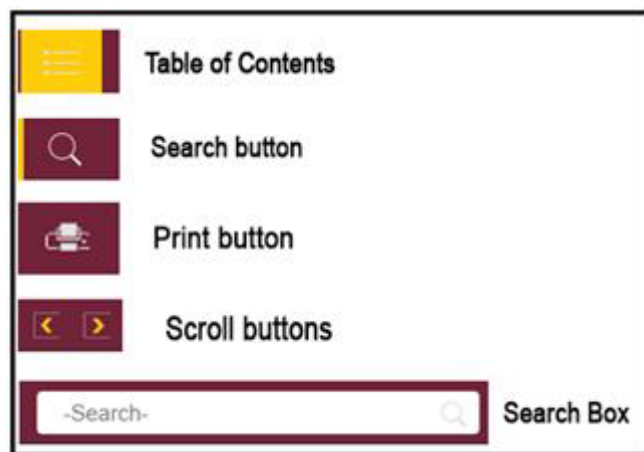 Table of Contents
Search button
Print button
Scroll buttons
-Search-
Search Box